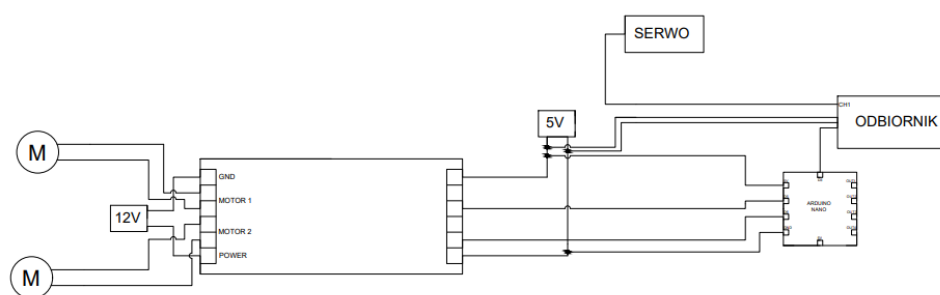 SERWO
CH1
ODBIORNIK
5V
M
GND
MOTOR 1
12V
MOTOR 2
POWER
M
ARDUINO
NANO